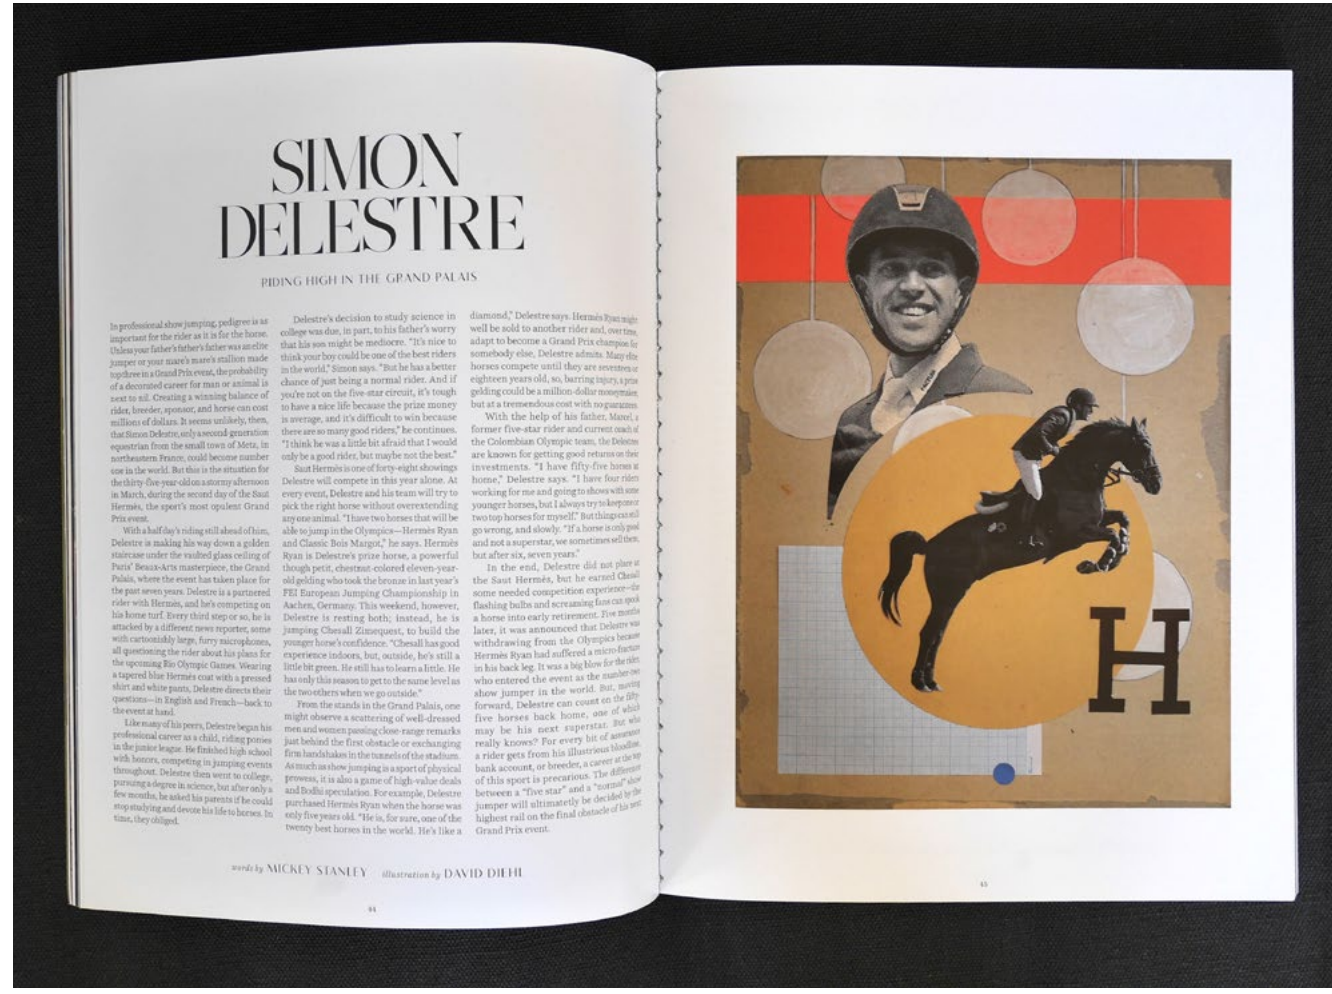 SIMON
DELESTRE
RIDING HIGH IN THE GRAND PALAIS
In professional show jumping, pedigree is as
important for the rider as it is for the horse.
Unless your father's father's father was an elite
jumper or your mare's mare's stallion made
top three in a Grand Prix event, the probability
of a decorated career for man or animal is
next to nil. Creating a winning balance of
rider, breeder, sponsor, and horse can cost
millions of dollars. It seems unlikely, then,
that Simon Delestre, only a second-generation
equestrian from the small town of Metz, in
northeastern France, could become number
one in the world. But this is the situation for
the thirty-five-year-old on a stormy afternoon
in March, during the second day of the Saut
Hermès, the sport's most opulent Grand
Prix event.
With a half day's riding still ahead of him,
Delestre is making his way down a golden
staircase under the vaulted glass ceiling of
Paris' Beaux-Arts masterpiece, the Grand
Palais, where the event has taken place for
the past seven years. Delestre is a partnered
rider with Hermès, and he's competing on
his home turf. Every third step or so, he is
attacked by a different news reporter, some
with cartoonishly large, furry microphones,
all questioning the rider about his plans for
the upcoming Rio Olympic Games. Wearing
a tapered blue Hermès coat with a pressed
shirt and white pants, Delestre directs their
questions—in English and French—back to
the event at hand.
Like many of his peers, Delestre began his
professional career as a child, riding ponies
in the junior league. He finished high school
with honors, competing in jumping events
throughout. Delestre then went to college,
pursuing a degree in science, but after only a
few months, he asked his parents if he could
stop studying and devote his life to horses. In
time, they obliged.
Delestre's decision to study science in
college was due, in part, to his father's worry
that his son might be mediocre. "It's nice to
think your boy could be one of the best riders
in the world," Simon says. "But he has a better
chance of just being a normal rider. And if
you're not on the five-star circuit, it's tough
to have a nice life because the prize money
is average, and it's difficult to win because
there are so many good riders," he continues.
"I think he was a little bit afraid that I would
only be a good rider, but maybe not the best."
Saut Hermès is one of forty-eight showings
Delestre will compete in this year alone. At
every event, Delestre and his team will try to
pick the right horse without overextending
any one animal. "I have two horses that will be
able to jump in the Olympics—Hermès Ryan
and Classic Bois Margot," he says. Hermès
Ryan is Delestre's prize horse, a powerful
though petit, chestnut-colored eleven-year-
old gelding who took the bronze in last year's
FEI European Jumping Championship in
Aachen, Germany. This weekend, however,
Delestre is resting both; instead, he is
jumping Chesall Zimequest, to build the
younger horse's confidence. "Chesall has good
experience indoors, but, outside, he's still a
little bit green. He still has to learn a little. He
has only this season to get to the same level as
the two others when we go outside."
From the stands in the Grand Palais, one
might observe a scattering of well-dressed
men and women passing close-range remarks
just behind the first obstacle or exchanging
firm handshakes in the tunnels of the stadium.
As much as show jumping is a sport of physical
prowess, it is also a game of high-value deals
and Bodhi speculation. For example, Delestre
purchased Hermès Ryan when the horse was
only five years old. "He is, for sure, one of the
twenty best horses in the world. He's like a
diamond," Delestre says. Hermès Ryan might
well be sold to another rider and, over time,
adapt to become a Grand Prix champion for
somebody else, Delestre admits. Many elite
horses compete until they are seventeen or
eighteen years old, so, barring injury, a prize
gelding could be a million-dollar moneymaker,
but at a tremendous cost with no guarantees.
With the help of his father, Marcel, a
former five-star rider and current coach of
the Colombian Olympic team, the Delestres
are known for getting good returns on their
investments. "I have fifty-five horses at
home," Delestre says. "I have four riders
working for me and going to shows with some
younger horses, but I always try to keep one or
two top horses for myself." But things can still
go wrong, and slowly. "If a horse is only good
and not a superstar, we sometimes sell them,
but after six, seven years."
In the end, Delestre did not place at
the Saut Hermès, but he earned Chesall
some needed competition experience—the
flashing bulbs and screaming fans can spook
a horse into early retirement. Five months
later, it was announced that Delestre was
withdrawing from the Olympics because
Hermès Ryan had suffered a micro-fracture
in his back leg. It was a big blow for the rider,
who entered the event as the number-two
show jumper in the world. But, moving
forward, Delestre can count on the fifty-
five horses back home, one of which
may be his next superstar. But who
really knows? For every bit of assurance
a rider gets from his illustrious bloodline,
bank account, or breeder, a career at the top
of this sport is precarious. The difference
between a "five star" and a "normal" show
jumper will ultimately be decided by the
highest rail on the final obstacle of his next
Grand Prix event.
words by MICKEY STANLEY illustration by DAVID DIEHL
44
H
45